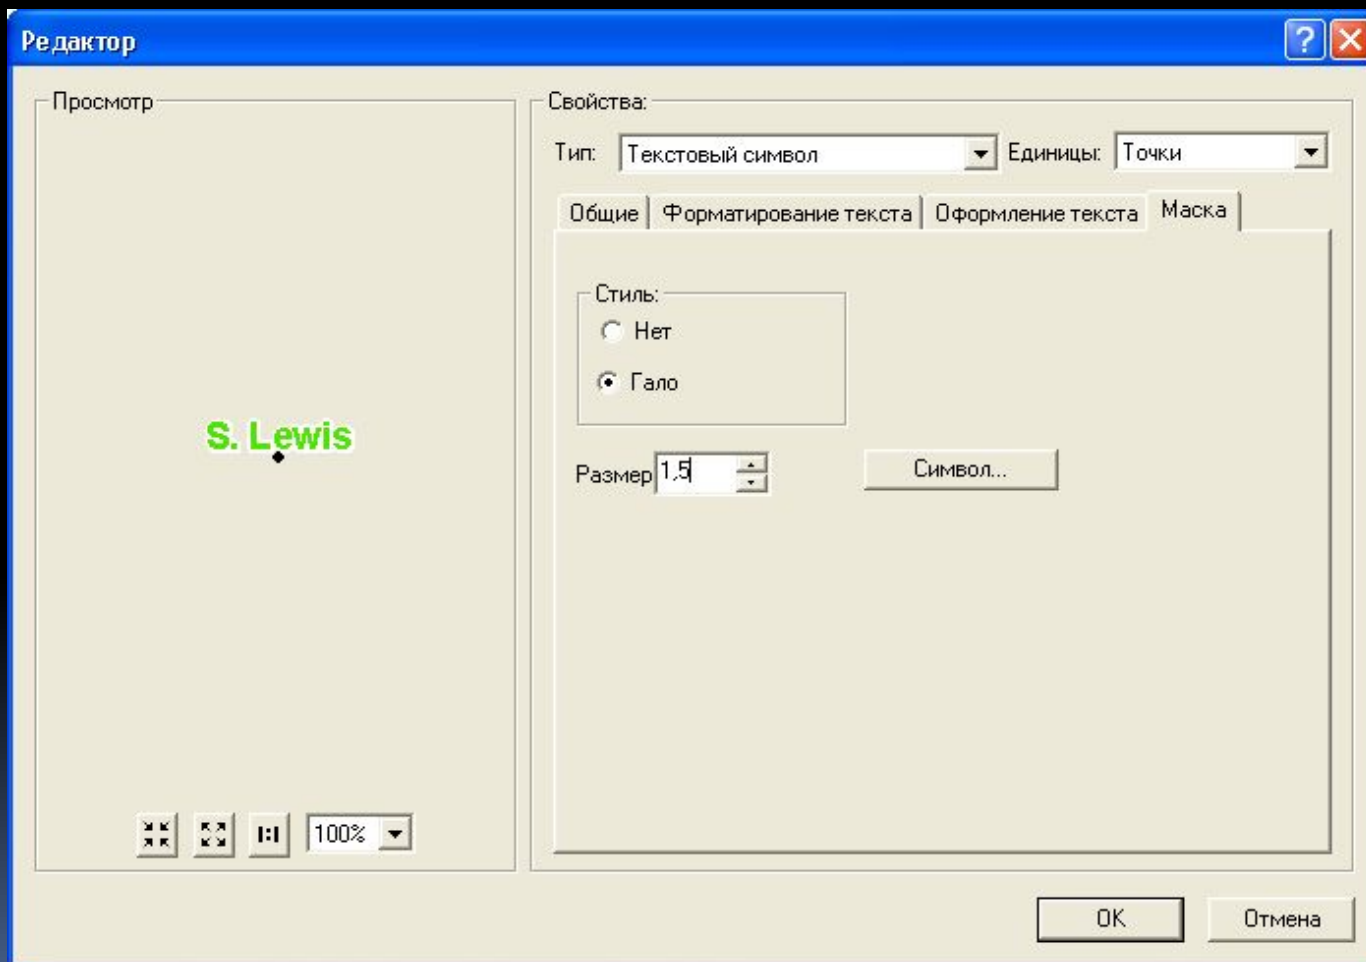 Редактор
Просмотр
S. Lewis
100%
Свойства:
Тип: Текстовый символ Единицы: Точки
Общие Форматирование текста Оформление текста Маска
Стиль:
Нет
Гало
Размер 1,5 Символ...
OK Отмена